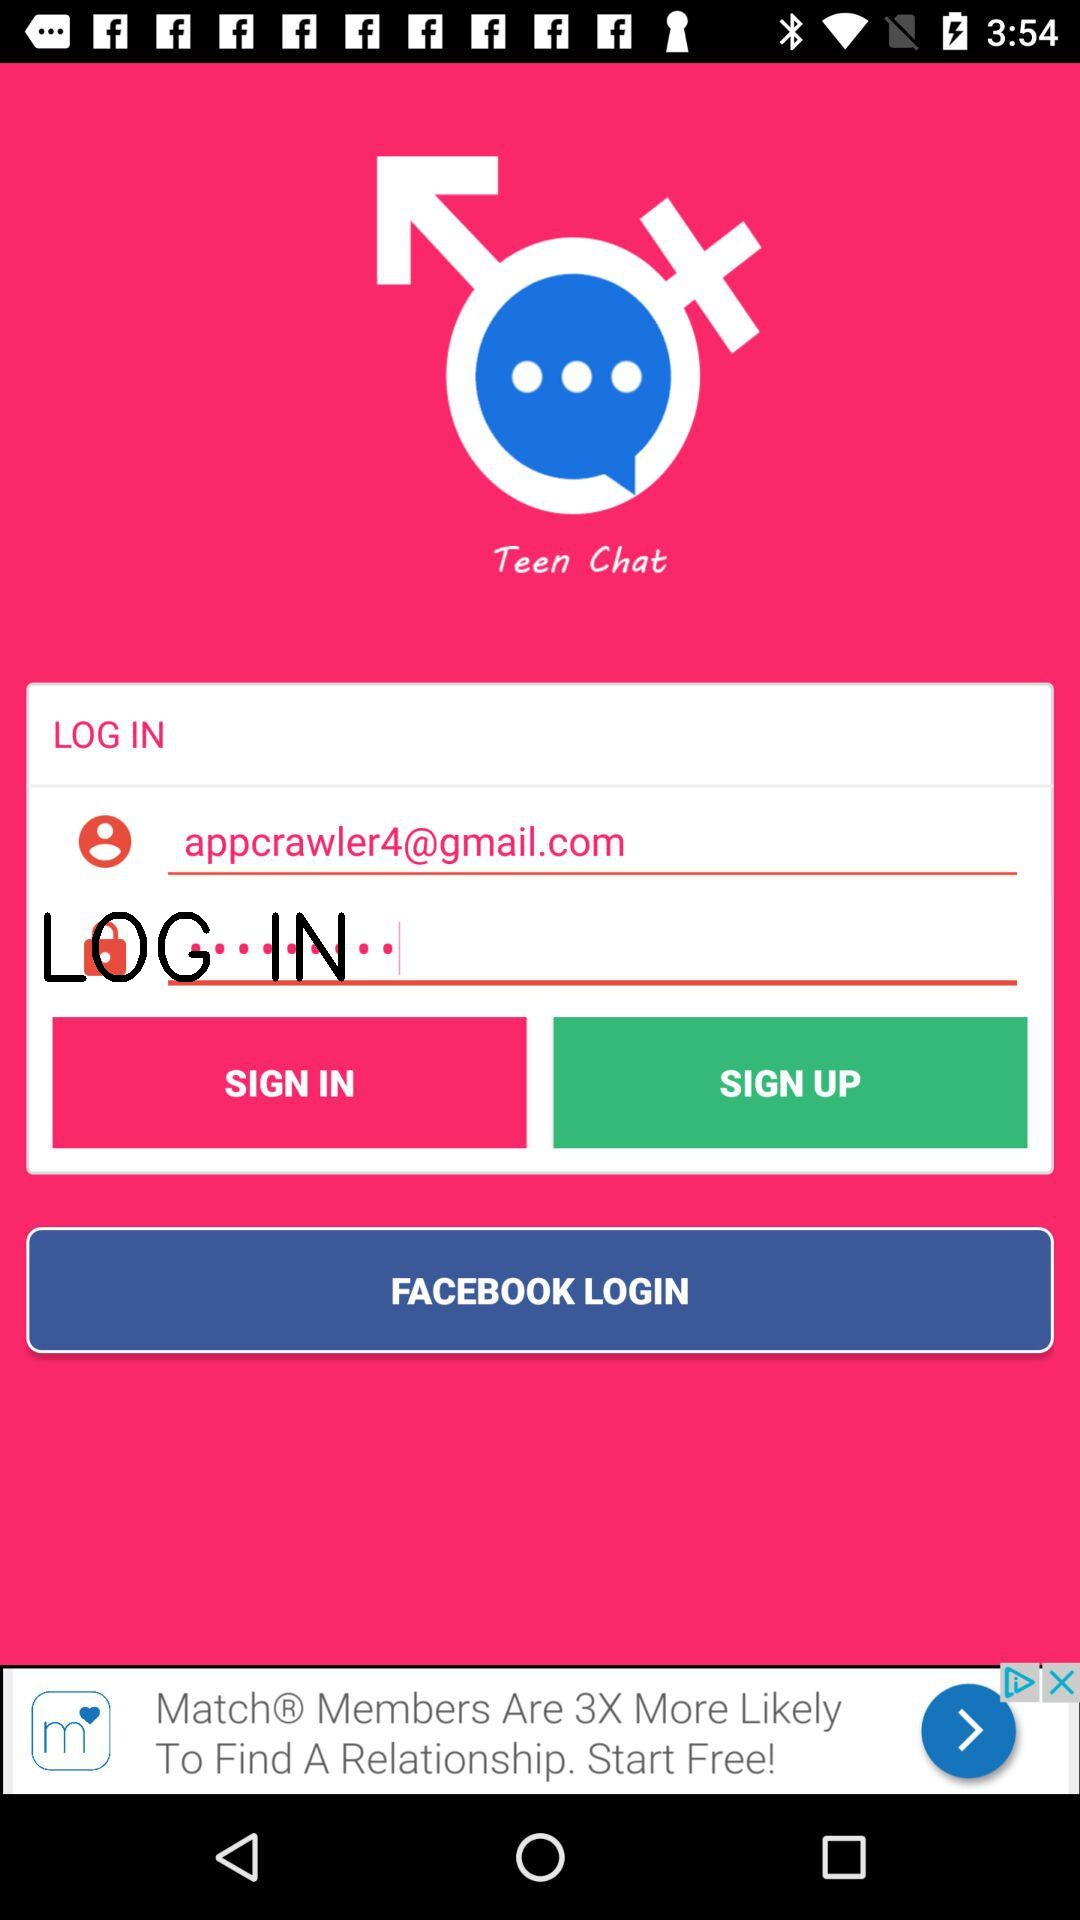 3:54
Teen Chat
LOG IN
appcrawler4@gmail.com
LOG IN
SIGN IN
SIGN UP
FACEBOOK LOGIN
m
Match® Members Are 3X More Likely
To Find A Relationship. Start Free!